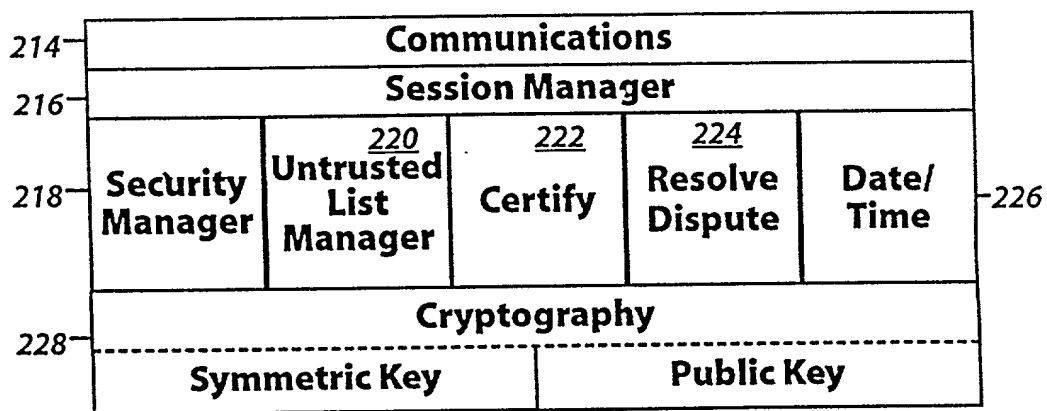 214
Communications
216
Session Manager
218
Security
Manager
220
Untrusted
List
Manager
222
Certify
224
Resolve
Dispute
Date/
Time
226
228
Cryptography
Symmetric Key
Public Key